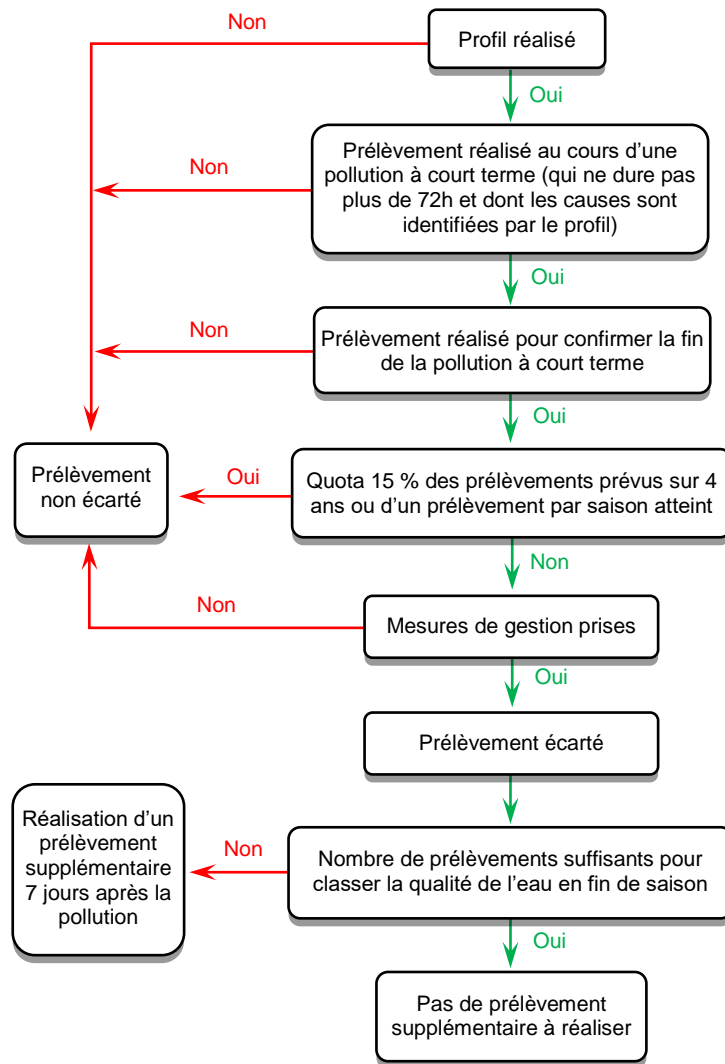 Non
Profil réalisé
Oui
Non
Prélèvement réalisé au cours d’une
pollution à court terme (qui ne dure pas
plus de 72h et dont les causes sont
identifiées par le profil)
Oui
Non
Prélèvement réalisé pour confirmer la fin
de la pollution à court terme
Oui
Prélèvement
non écarté
Oui
Quota 15 % des prélèvements prévus sur 4
ans ou d’un prélèvement par saison atteint
Non
Non
Mesures de gestion prises
Oui
Prélèvement écarté
Réalisation d’un
prélèvement
supplémentaire
7 jours après la
pollution
Non
Nombre de prélèvements suffisants pour
classer la qualité de l’eau en fin de saison
Oui
Pas de prélèvement
supplémentaire à réaliser